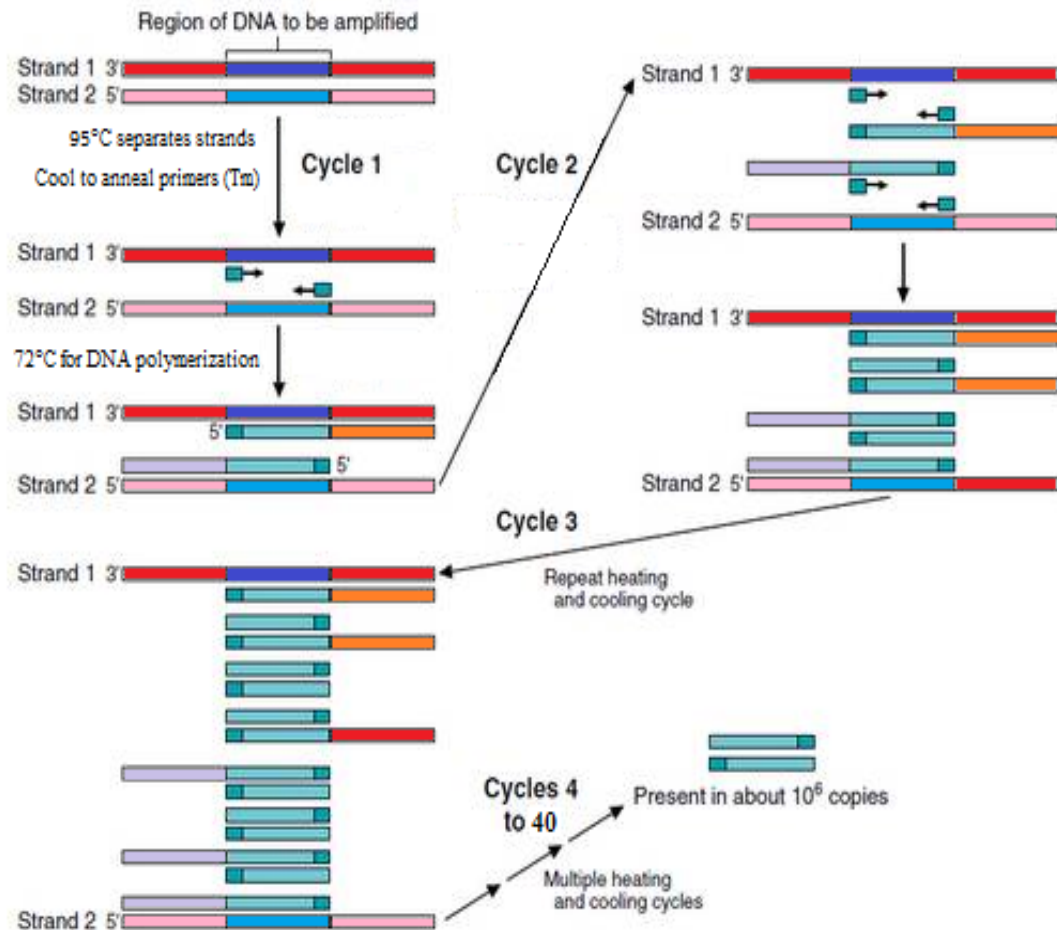 Region of DNA to be amplified
Strand 1 3'
Strand 2 5'
95°C separates strands
Cool to anneal primers (Tm)
Cycle 1
Strand 1 3'
Strand 2 5'
72°C for DNA polymerization
Strand 1 3'
5'
5'
Strand 2 5'
Cycle 2
Strand 1 3'
Strand 2 5'
Strand 1 3'
Strand 2 5'
Cycle 3
Repeat heating
and cooling cycle
Strand 1 3'
Strand 2 5'
Cycles 4
to 40
Multiple heating
and cooling cycles
Present in about 10⁶ copies